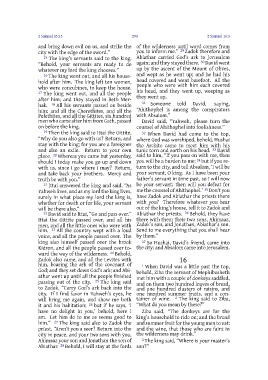 2 Samuel 15:15
2 Samuel 16:3
and bring down evil on us, and strike the
city with the edge of the sword.”
15 The king’s servants said to the king,
“Behold, your servants are ready to do
whatever my lord the king chooses.”
16 The king went out, and all his house-
hold after him. The king left ten women,
who were concubines, to keep the house.
17 The king went out, and all the people
after him; and they stayed in Beth Mer-
hak. 18 All his servants passed on beside
him; and all the Cherethites, and all the
Pelethites, and all the Gittites, six hundred
men who came after him from Gath, passed
on before the king.
19 Then the king said to Ittai the Gittite,
“Why do you also go with us? Return, and
stay with the king; for you are a foreigner
and also an exile. Return to your own
place. 20 Whereas you came but yesterday,
should I today make you go up and down
with us, since I go where I may? Return,
and take back your brothers. Mercy and
truth be with you.”
21 Ittai answered the king and said, “As
Yahweh lives, and as my lord the king lives,
surely in what place my lord the king is,
whether for death or for life, your servant
will be there also.”
22 David said to Ittai, “Go and pass over.”
Ittai the Gittite passed over, and all his
men, and all the little ones who were with
him. 23 All the country wept with a loud
voice, and all the people passed over. The
king also himself passed over the brook
Kidron, and all the people passed over to-
ward the way of the wilderness. 24 Behold,
Zadok also came, and all the Levites with
him, bearing the ark of the covenant of
God; and they set down God’s ark; and Abi-
athar went up until all the people finished
passing out of the city. 25 The king said
to Zadok, “Carry God’s ark back into the
city. If I find favor in Yahweh’s eyes, he
will bring me again, and show me both
it and his habitation; 26 but if he says, ‘I
have no delight in you,’ behold, here I
am. Let him do to me as seems good to
him.” 27 The king said also to Zadok the
priest, “Aren’t you a seer? Return into the
city in peace, and your two sons with you,
Ahimaaz your son and Jonathan the son of
Abiathar. 28 Behold, I will stay at the fords
of the wilderness until word comes from
you to inform me.” 29 Zadok therefore and
Abiathar carried God’s ark to Jerusalem
again; and they stayed there. 30 David went
up by the ascent of the Mount of Olives,
and wept as he went up; and he had his
head covered and went barefoot. All the
people who were with him each covered
his head, and they went up, weeping as
they went up.
31 Someone told David, saying,
“Ahithophel is among the conspirators
with Absalom.”
David said, “Yahweh, please turn the
counsel of Ahithophel into foolishness.”
32 When David had come to the top,
where God was worshiped, behold, Hushai
the Archite came to meet him with his
tunic torn and earth on his head. 33 David
said to him, “If you pass on with me, then
you will be a burden to me; 34 but if you re-
turn to the city, and tell Absalom, ‘I will be
your servant, O king. As I have been your
father’s servant in time past, so I will now
be your servant; then will you defeat for
me the counsel of Ahithophel.’ 35 Don’t you
have Zadok and Abiathar the priests there
with you? Therefore whatever you hear
out of the king’s house, tell it to Zadok and
Abiathar the priests. 36 Behold, they have
there with them their two sons, Ahimaaz,
Zadok’s son, and Jonathan, Abiathar’s son.
Send to me everything that you shall hear
by them.”
37 So Hushai, David’s friend, came into
the city; and Absalom came into Jerusalem.
16
1 When David was a little past the top,
behold, Ziba the servant of Mephibosheth
met him with a couple of donkeys saddled,
and on them two hundred loaves of bread,
and one hundred clusters of raisins, and
one hundred summer fruits, and a con-
tainer of wine. 2 The king said to Ziba,
“What do you mean by these?”
Ziba said, “The donkeys are for the
king’s household to ride on; and the bread
and summer fruit for the young men to eat;
and the wine, that those who are faint in
the wilderness may drink.”
3 The king said, “Where is your master’s
son?”